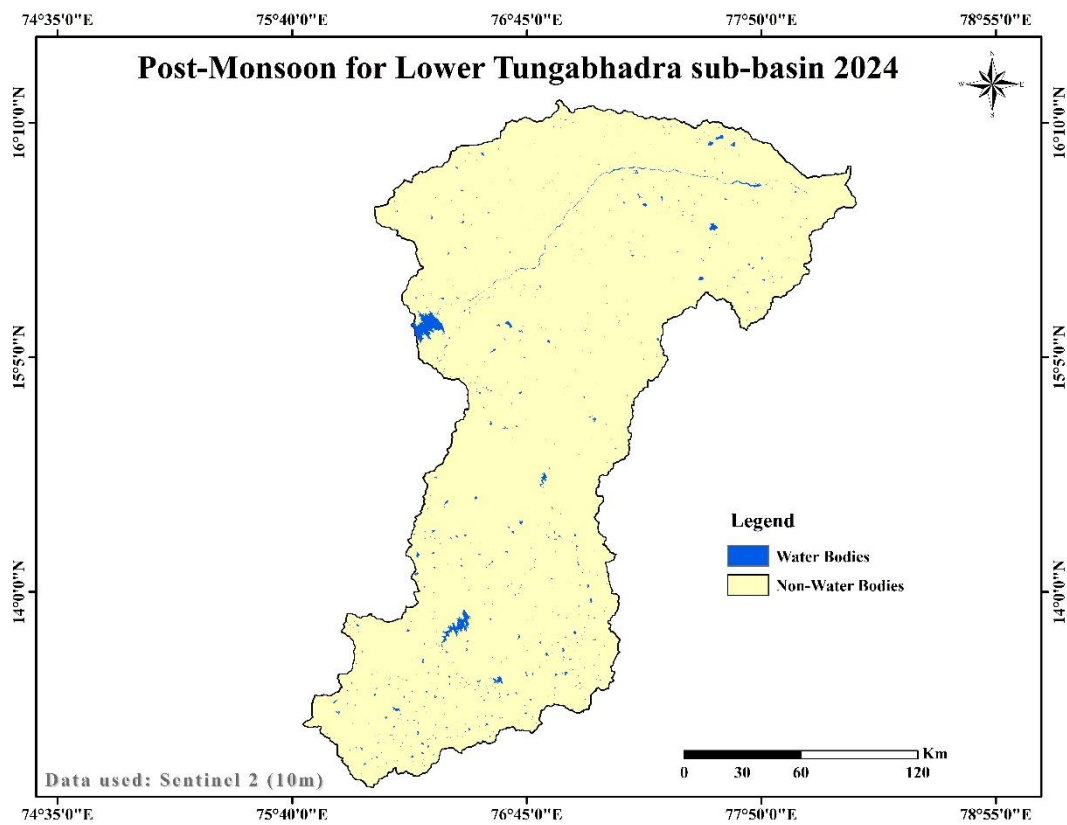 74°35'0"E 75°40'0"E 76°45'0"E 77°50'0"E 78°55'0"E
Post-Monsoon for Lower Tungabhadra sub-basin 2024
N
W E
S
16°10'0"N 16°10'0"N
15°5'0"N 15°5'0"N
Legend
Water Bodies
Non-Water Bodies
14°0'0"N 14°0'0"N
Km
0 30 60 120
Data used: Sentinel 2 (10m)
74°35'0"E 75°40'0"E 76°45'0"E 77°50'0"E 78°55'0"E